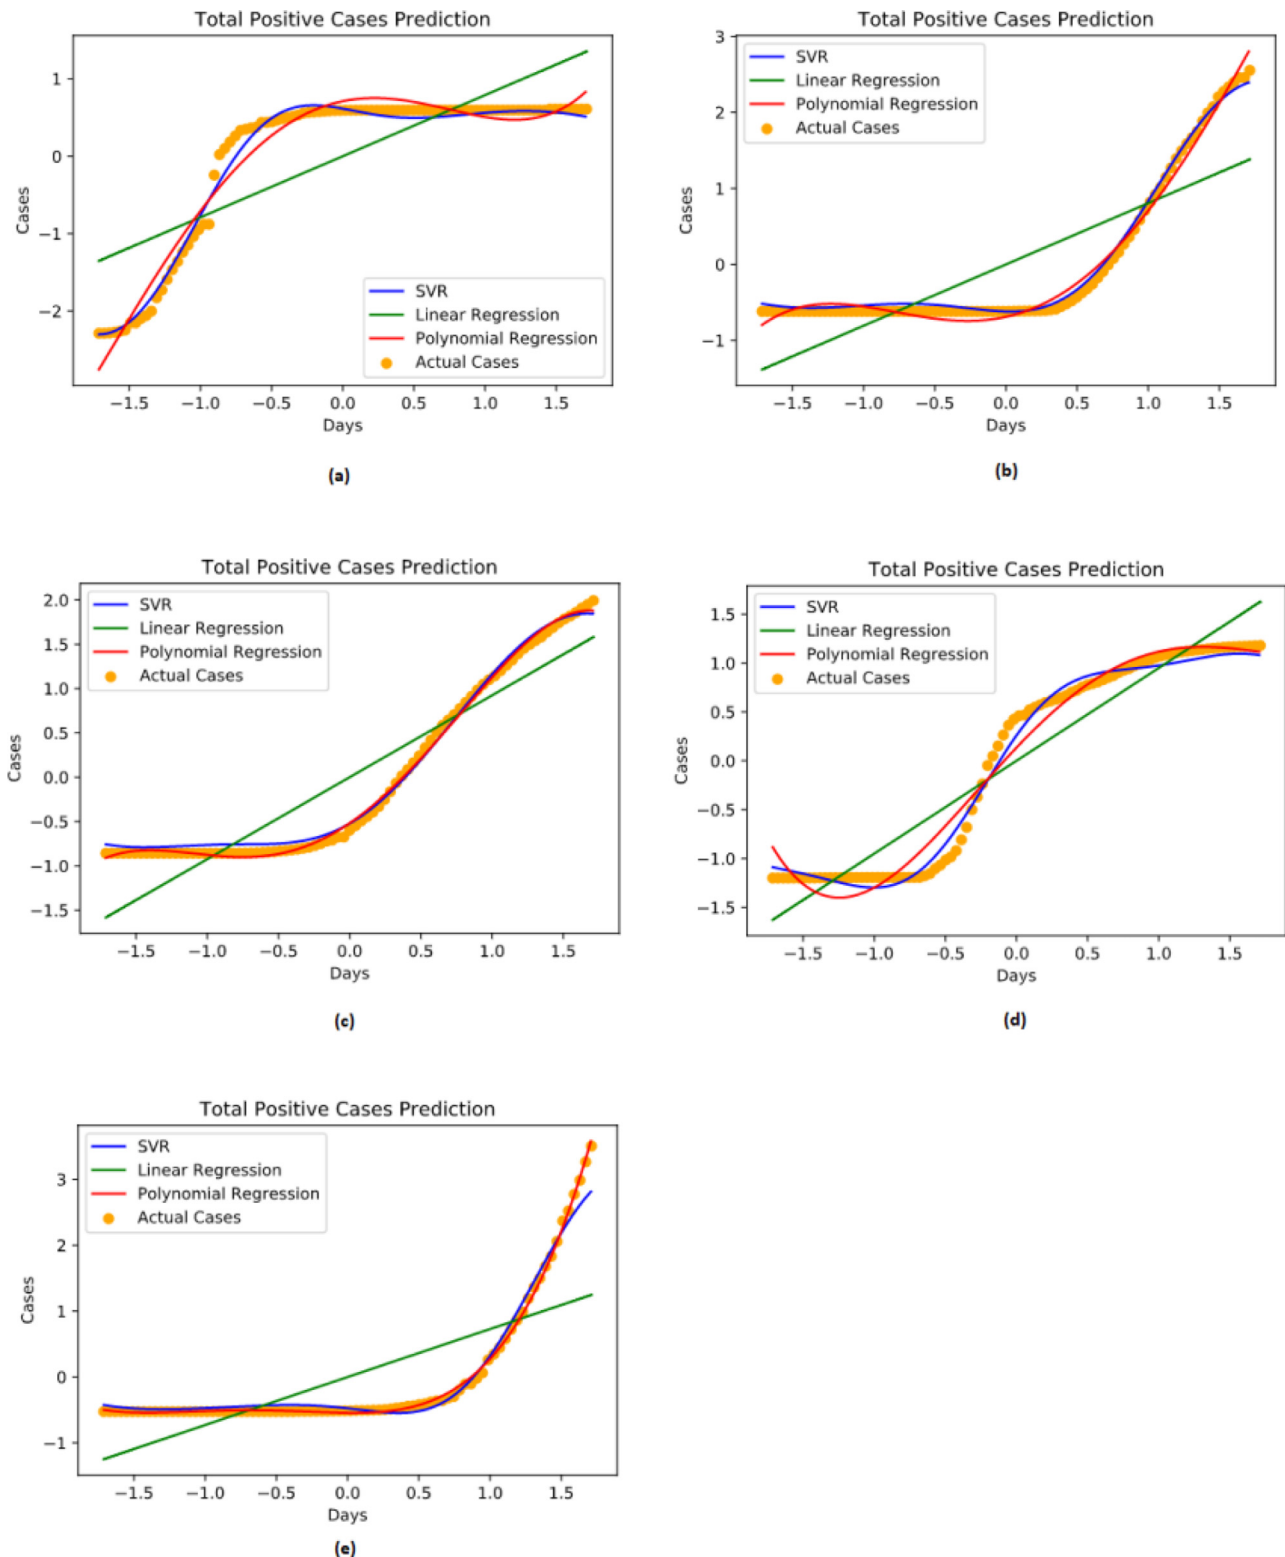 Total Positive Cases Prediction
1
0
−1
−2
Cases
SVR
Linear Regression
Polynomial Regression
Actual Cases
−1.5 −1.0 −0.5 0.0 0.5 1.0 1.5
Days
(a)
Total Positive Cases Prediction
3
2
1
0
−1
Cases
SVR
Linear Regression
Polynomial Regression
Actual Cases
−1.5 −1.0 −0.5 0.0 0.5 1.0 1.5
Days
(b)
Total Positive Cases Prediction
2.0
1.5
1.0
0.5
0.0
−0.5
−1.0
−1.5
Cases
SVR
Linear Regression
Polynomial Regression
Actual Cases
−1.5 −1.0 −0.5 0.0 0.5 1.0 1.5
Days
(c)
Total Positive Cases Prediction
1.5
1.0
0.5
0.0
−0.5
−1.0
−1.5
Cases
SVR
Linear Regression
Polynomial Regression
Actual Cases
−1.5 −1.0 −0.5 0.0 0.5 1.0 1.5
Days
(d)
Total Positive Cases Prediction
3
2
1
0
−1
Cases
SVR
Linear Regression
Polynomial Regression
Actual Cases
−1.5 −1.0 −0.5 0.0 0.5 1.0 1.5
Days
(e)